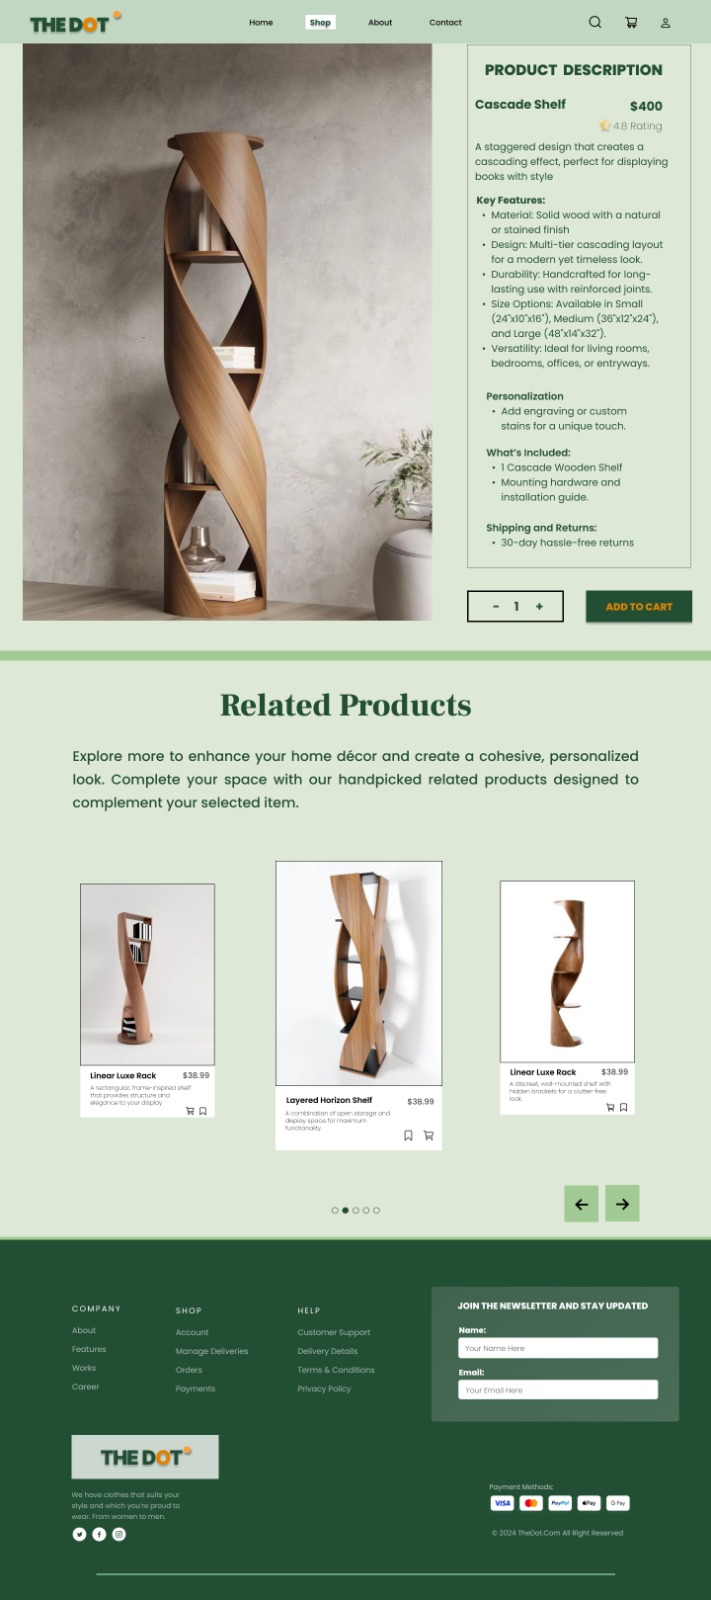 THE DOT
Home
Shop
About
Contact
PRODUCT DESCRIPTION
Cascade Shelf
$400
4.8 Rating
A staggered design that creates a
cascading effect, perfect for displaying
books with style
Key Features:
• Material: Solid wood with a natural
or stained finish
• Design: Multi-tier cascading layout
for a modern yet timeless look.
• Durability: Handcrafted for long-
lasting use with reinforced joints.
• Size Options: Available in Small
(24"x10"x16"), Medium (36"x12"x24"),
and Large (48"x14"x32").
• Versatility: Ideal for living rooms,
bedrooms, offices, or entryways.
Personalization
• Add engraving or custom
stains for a unique touch.
What's Included:
• 1 Cascade Wooden Shelf
• Mounting hardware and
installation guide.
Shipping and Returns:
• 30-day hassle-free returns
- 1 +
ADD TO CART
Related Products
Explore more to enhance your home décor and create a cohesive, personalized
look. Complete your space with our handpicked related products designed to
complement your selected item.
Linear Luxe Rack
$38.99
A rectangular, frame-inspired shelf
that provides structure and
elegance to your display
Layered Horizon Shelf
$38.99
A combination of open storage and
display space for maximum
functionality.
Linear Luxe Rack
$38.99
A discreet, wall-mounted shelf with
hidden brackets for a clutter-free
look.
COMPANY
About
Features
Works
Career
SHOP
Account
Manage Deliveries
Orders
Payments
HELP
Customer Support
Delivery Details
Terms & Conditions
Privacy Policy
JOIN THE NEWSLETTER AND STAY UPDATED
Name:
Your Name Here
Email:
Your Email Here
THE DOT
We have clothes that suits your
style and which you're proud to
wear. From women to men.
Payment Methods:
VISA
PayPal
Pay
G Pay
© 2024 TheDot.Com All Right Reserved